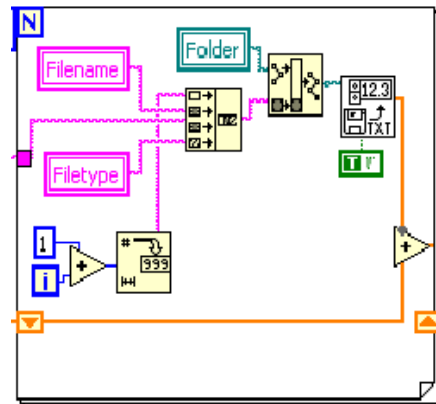 N
Folder
Filename
12.3
TXT
Filetype
T
1
#
999
i
+
+